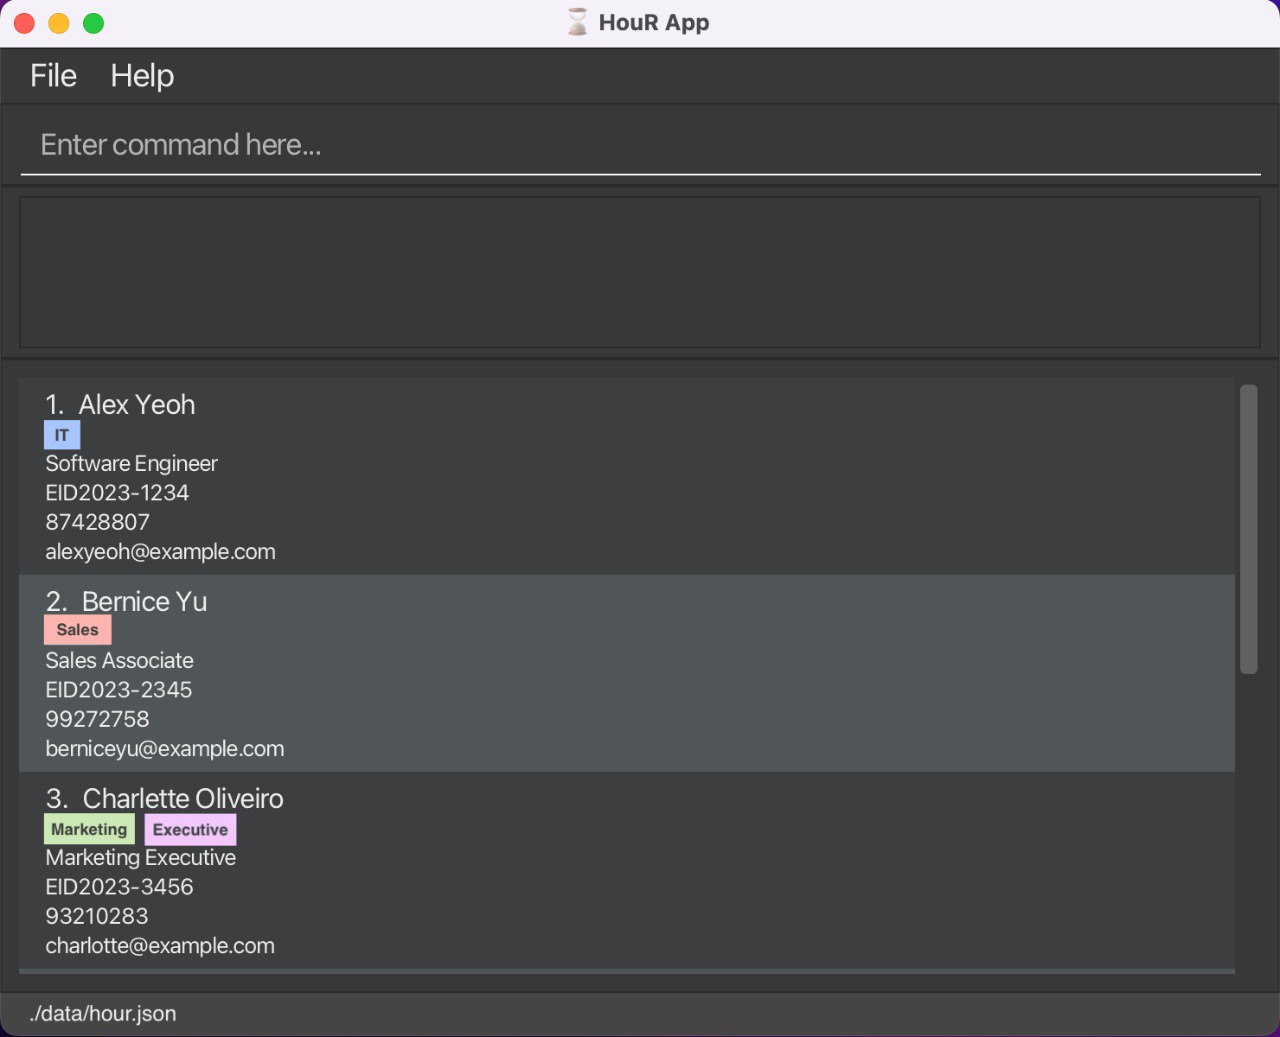 HouR App
File Help
Enter command here...
1. Alex Yeoh
IT
Software Engineer
EID2023-1234
87428807
alexyeoh@example.com
2. Bernice Yu
Sales
Sales Associate
EID2023-2345
99272758
berniceyu@example.com
3. Charlette Oliveiro
Marketing Executive
Marketing Executive
EID2023-3456
93210283
charlotte@example.com
./data/hour.json